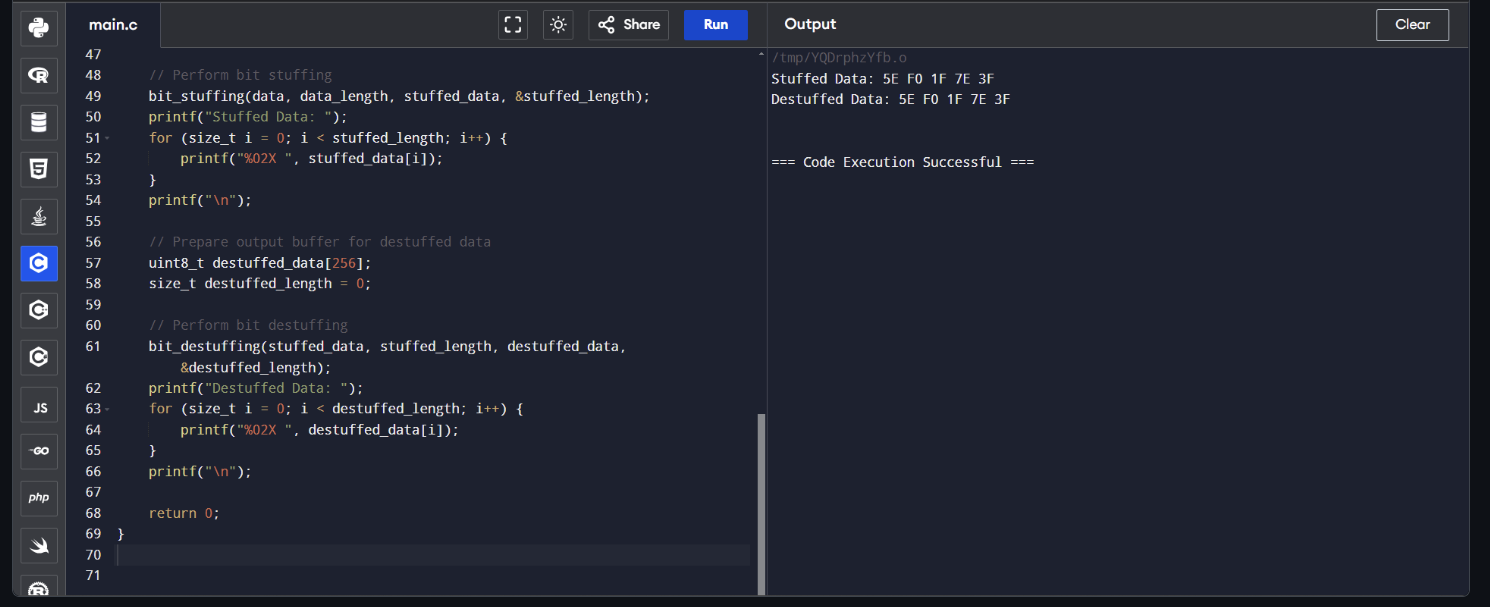 main.c
Share
Run
Output
Clear
47
48 // Perform bit stuffing
49 bit_stuffing(data, data_length, stuffed_data, &stuffed_length);
50 printf("Stuffed Data: ");
51 for (size_t i = 0; i < stuffed_length; i++) {
52 printf("%02X ", stuffed_data[i]);
53 }
54 printf("\n");
55
56 // Prepare output buffer for destuffed data
57 uint8_t destuffed_data[256];
58 size_t destuffed_length = 0;
59
60 // Perform bit destuffing
61 bit_destuffing(stuffed_data, stuffed_length, destuffed_data,
&destuffed_length);
62 printf("Destuffed Data: ");
63 for (size_t i = 0; i < destuffed_length; i++) {
64 printf("%02X ", destuffed_data[i]);
65 }
66 printf("\n");
67
68 return 0;
69 }
70
71
/tmp/YQDrphzYfb.o
Stuffed Data: 5E F0 1F 7E 3F
Destuffed Data: 5E F0 1F 7E 3F
=== Code Execution Successful ===
JS
GO
php